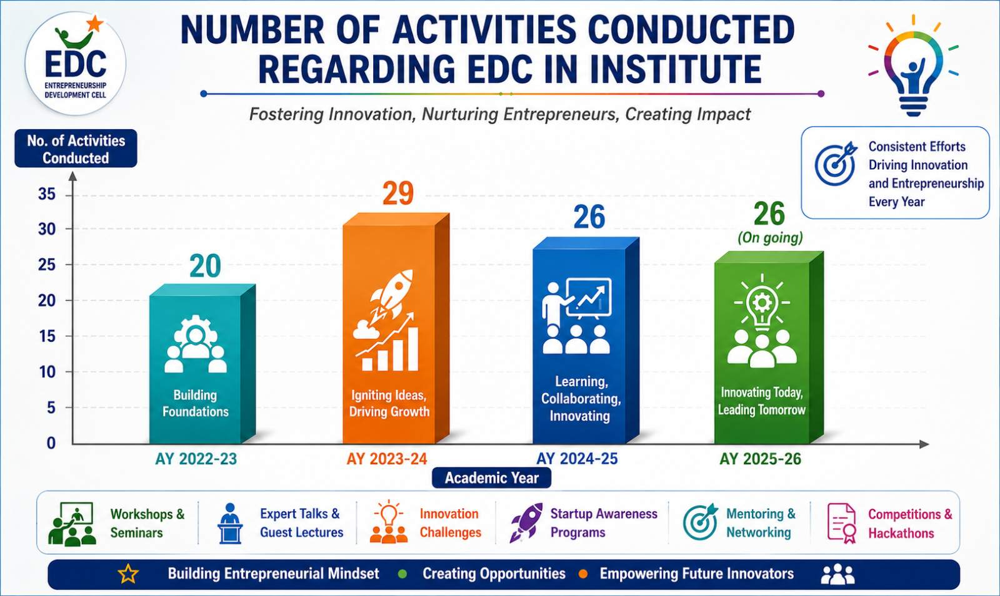 EDC
ENTREPRENEURSHIP
DEVELOPMENT CELL
NUMBER OF ACTIVITIES CONDUCTED
REGARDING EDC IN INSTITUTE
Fostering Innovation, Nurturing Entrepreneurs, Creating Impact
Consistent Efforts
Driving Innovation
and Entrepreneurship
Every Year
No. of Activities
Conducted
35
30
25
20
15
10
5
0
20
Building
Foundations
AY 2022-23
29
Igniting Ideas,
Driving Growth
AY 2023-24
26
Learning,
Collaborating,
Innovating
AY 2024-25
26
(On going)
Innovating Today,
Leading Tomorrow
AY 2025-26
Academic Year
Workshops &
Seminars
Expert Talks &
Guest Lectures
Innovation
Challenges
Startup Awareness
Programs
Mentoring &
Networking
Competitions &
Hackathons
Building Entrepreneurial Mindset
Creating Opportunities
Empowering Future Innovators